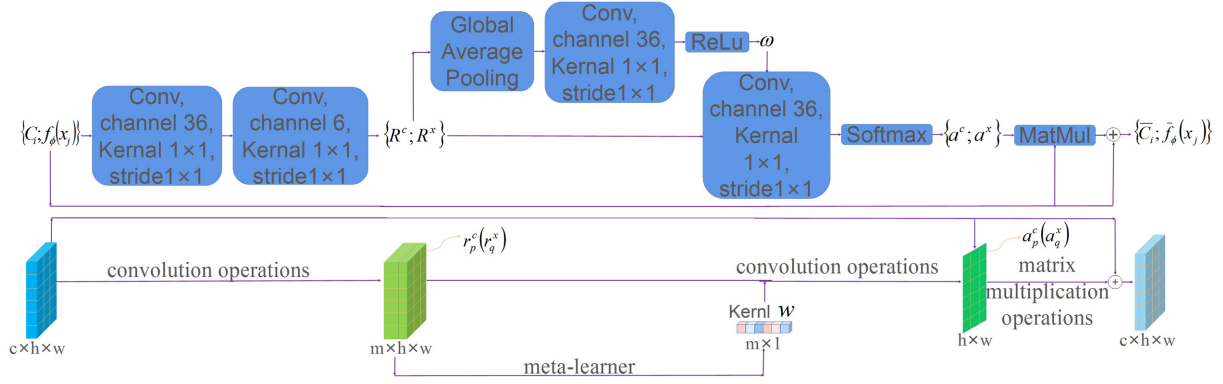 {C_i; f_ϕ(x_j)}
Conv,
channel 36,
Kernal 1×1,
stride1×1
Conv,
channel 6,
Kernal 1×1,
stride1×1
{R^c; R^x}
Global
Average
Pooling
Conv,
channel 36,
Kernal 1×1,
stride1×1
ReLu
ω
Conv,
channel 36,
Kernal
1×1,
stride1×1
Softmax
{a^c; a^x}
MatMul
{C̅_i; f̅_ϕ(x_j)}
c×h×w
convolution operations
r_p^c(r_q^x)
m×h×w
meta-learner
Kernl w
m×1
convolution operations
a_p^c(a_q^x)
h×w
matrix
multiplication
operations
c×h×w